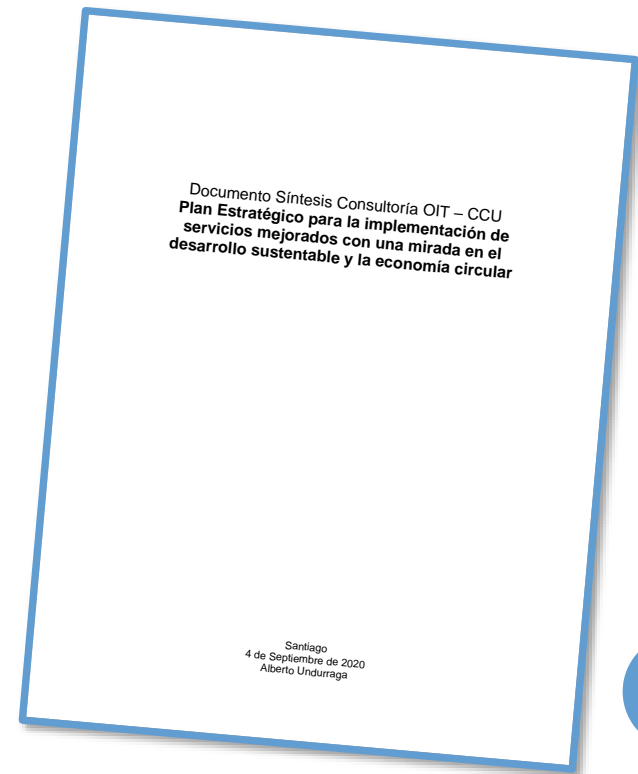 Documento Síntesis Consultoría OIT – CCU
Plan Estratégico para la implementación de
servicios mejorados con una mirada en el
desarrollo sustentable y la economía circular
Santiago
4 de Septiembre de 2020
Alberto Undurraga